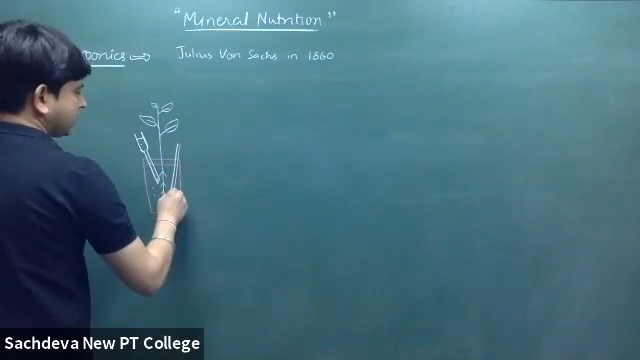 "Mineral Nutrition"
ponics ⇒ Julius Von Sachs in 1860
Sachdeva New PT College